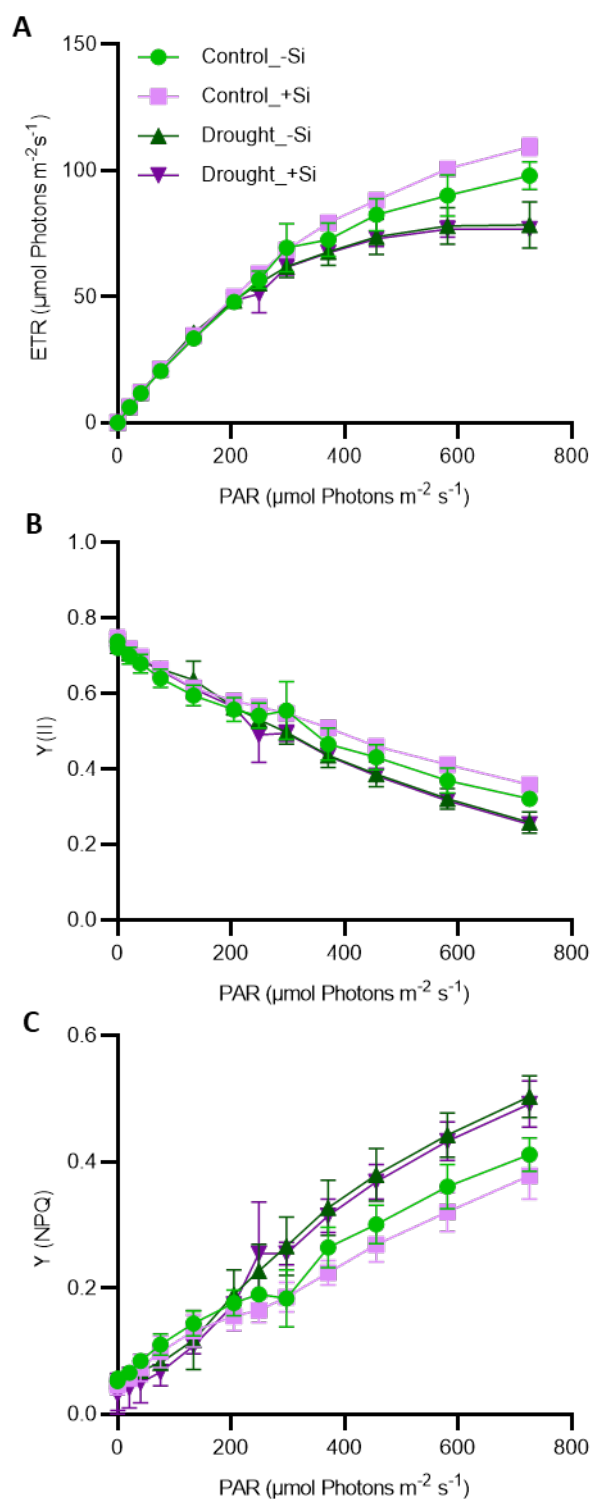 A
150
100
50
0
ETR (µmol Photons m⁻²s⁻¹)
Control_-Si
Control_+Si
Drought_-Si
Drought_+Si
0 200 400 600 800
PAR (µmol Photons m⁻² s⁻¹)
B
1.0
0.8
0.6
0.4
0.2
0.0
Y(II)
0 200 400 600 800
PAR (µmol Photons m⁻² s⁻¹)
C
0.6
0.4
0.2
0.0
Y (NPQ)
0 200 400 600 800
PAR (µmol Photons m⁻² s⁻¹)